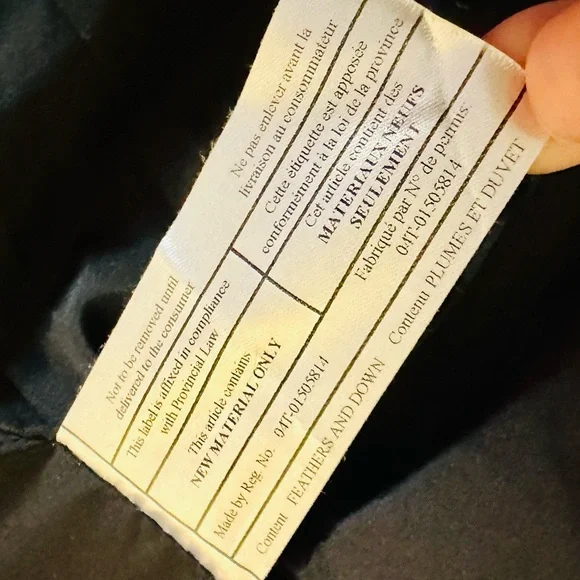 Not to be removed until
delivered to the consumer
Ne pas enlever avant la
livraison au consommateur
This label is affixed in compliance
with Provincial Law
Cette étiquette est apposée
conformément à la loi de la province
This article contains
NEW MATERIAL ONLY
Cet article contient des
MATERIAUX NEUFS
SEULEMENT
Made by Reg. No. 04T-01505814
Fabriqué par N° de permis
04T-01505814
Content FEATHERS AND DOWN
Contenu PLUMES ET DUVET